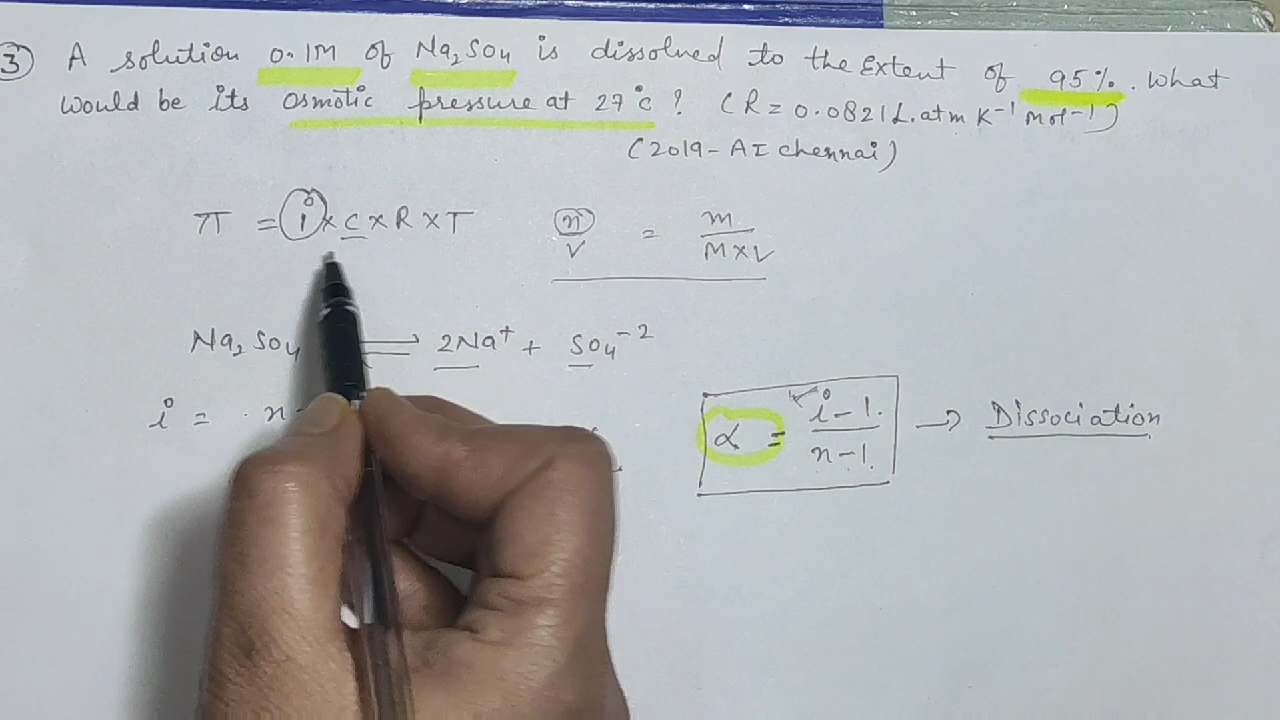 3 A solution 0.1M of Na2SO4 is dissolved to the Extent of 95%. What
would be its osmotic pressure at 27°c? (R = 0.0821L.atm K-1 mol-1)
(2019- AI chennai)
π = i × C × R × T n/V = m/M×V
Na2SO4 ⇌ 2Na+ + SO4-2
i = n-
α = i-1./n-1. → Dissociation